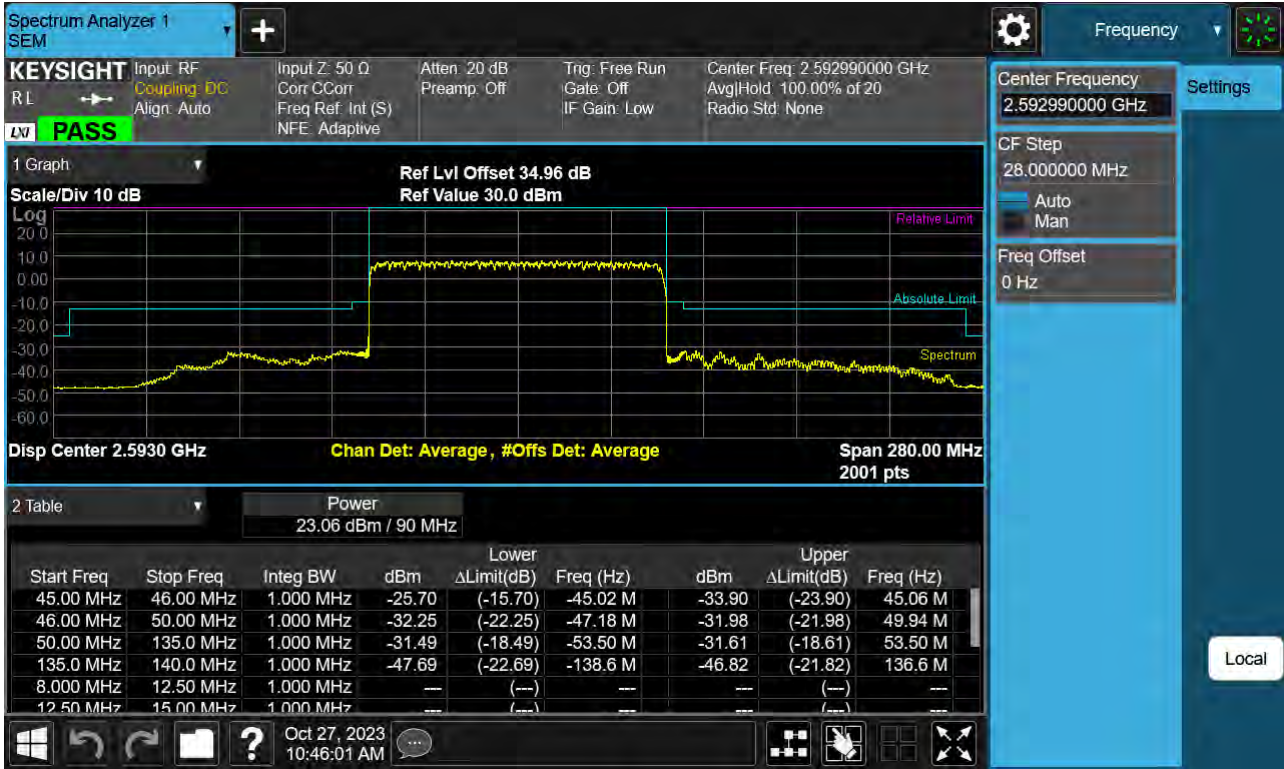 Spectrum Analyzer 1
SEM
+
Frequency
KEYSIGHT
R L
LXI
PASS
Input: RF
Coupling: DC
Align: Auto
Input Z: 50 Ω
Corr CCorr
Freq Ref: Int (S)
NFE: Adaptive
Atten: 20 dB
Preamp: Off
Trig: Free Run
Gate: Off
IF Gain: Low
Center Freq: 2.592990000 GHz
Avg|Hold: 100.00% of 20
Radio Std: None
Center Frequency
2.592990000 GHz
Settings
CF Step
28.000000 MHz
Auto
Man
Freq Offset
0 Hz
Local
1 Graph
Scale/Div 10 dB
Ref Lvl Offset 34.96 dB
Ref Value 30.0 dBm
Log
20.0
10.0
0.00
-10.0
-20.0
-30.0
-40.0
-50.0
-60.0
Relative Limit
Absolute Limit
Spectrum
Disp Center 2.5930 GHz
Chan Det: Average , #Offs Det: Average
Span 280.00 MHz
2001 pts
2 Table
Power
23.06 dBm / 90 MHz
Lower Upper
Start Freq Stop Freq Integ BW dBm ΔLimit(dB) Freq (Hz) dBm ΔLimit(dB) Freq (Hz)
45.00 MHz 46.00 MHz 1.000 MHz -25.70 (-15.70) -45.02 M -33.90 (-23.90) 45.06 M
46.00 MHz 50.00 MHz 1.000 MHz -32.25 (-22.25) -47.18 M -31.98 (-21.98) 49.94 M
50.00 MHz 135.0 MHz 1.000 MHz -31.49 (-18.49) -53.50 M -31.61 (-18.61) 53.50 M
135.0 MHz 140.0 MHz 1.000 MHz -47.69 (-22.69) -138.6 M -46.82 (-21.82) 136.6 M
8.000 MHz 12.50 MHz 1.000 MHz --- (---) --- --- (---) ---
12.50 MHz 15.00 MHz 1.000 MHz --- (---) --- --- (---) ---
?
Oct 27, 2023
10:46:01 AM